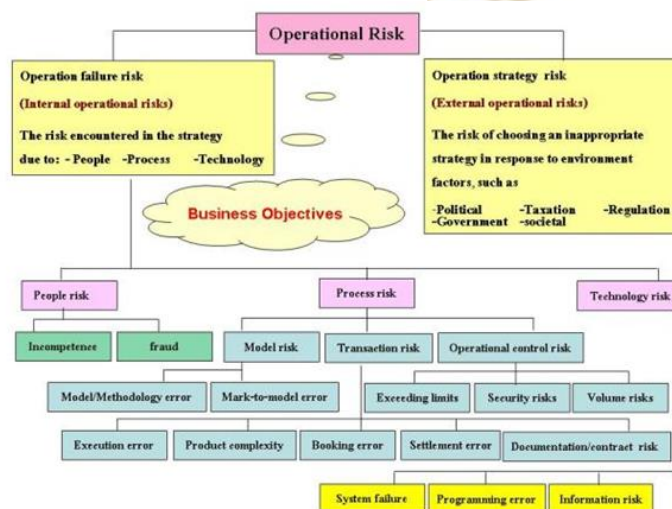 Operational Risk
Operation failure risk
(Internal operational risks)
The risk encountered in the strategy
due to: - People -Process -Technology
Operation strategy risk
(External operational risks)
The risk of choosing an inappropriate
strategy in response to environment
factors, such as
-Political -Taxation -Regulation
-Government -societal
Business Objectives
People risk
Process risk
Technology risk
Incompetence
fraud
Model risk
Transaction risk
Operational control risk
Model/Methodology error
Mark-to-model error
Exceeding limits
Security risks
Volume risks
Execution error
Product complexity
Booking error
Settlement error
Documentation/contract risk
System failure
Programming error
Information risk